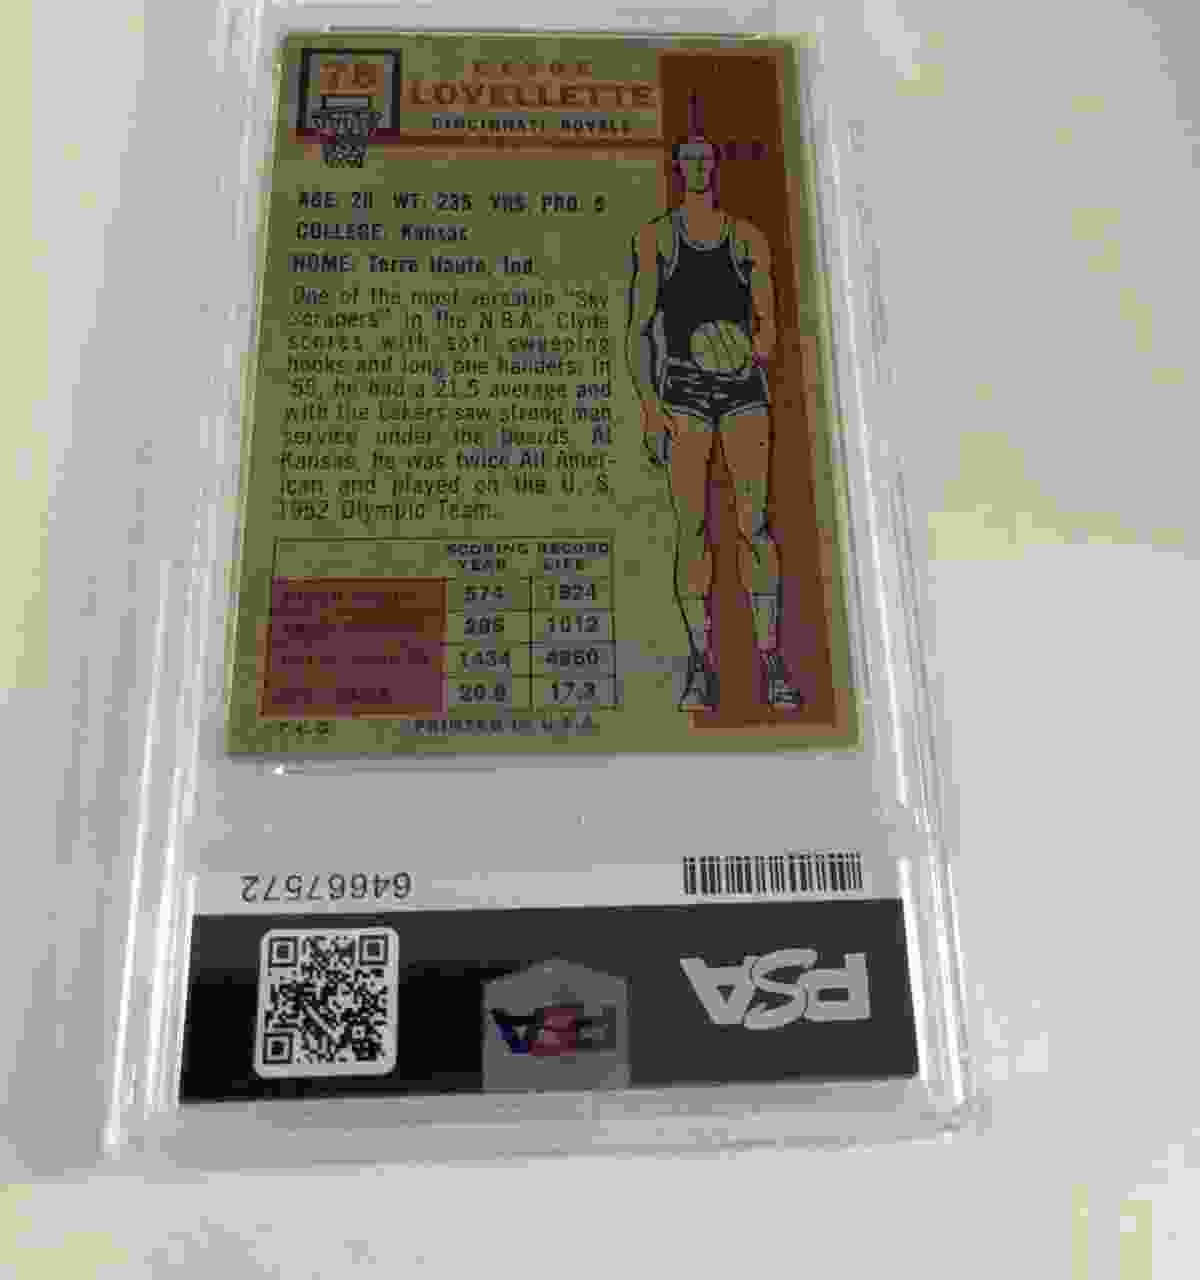 78
CLYDE
LOVELLETTE
CINCINNATI ROYALS
AGE: 28 WT: 235 YRS. PRO: 5
COLLEGE: Kansas
HOME: Terre Haute, Ind.
One of the most versatile "Sky
Scrapers" in the N.B.A., Clyde
scores with soft sweeping
hooks and long one handers. In
'55, he had a 21.5 average and
with the Lakers saw strong man
service under the boards. At
Kansas, he was twice All Amer-
ican and played on the U. S.
1952 Olympic Team.
SCORING RECORD
YEAR LIFE
574 1924
286 1012
1434 4860
20.8 17.3
T.C.G. PRINTED IN U.S.A.
64667572
PSA